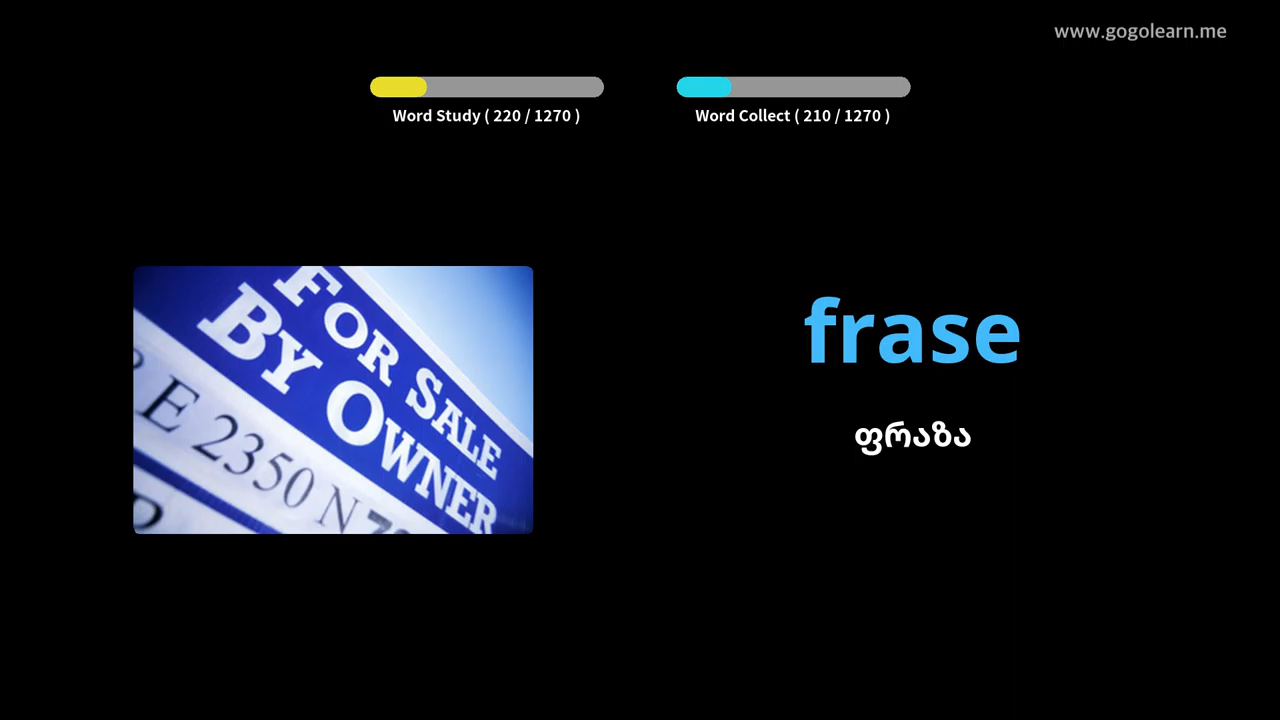 www.gogolearn.me
Word Study ( 220 / 1270 )
Word Collect ( 210 / 1270 )
FOR SALE
BY OWNER
E 2350 N
frase
ფრაზა